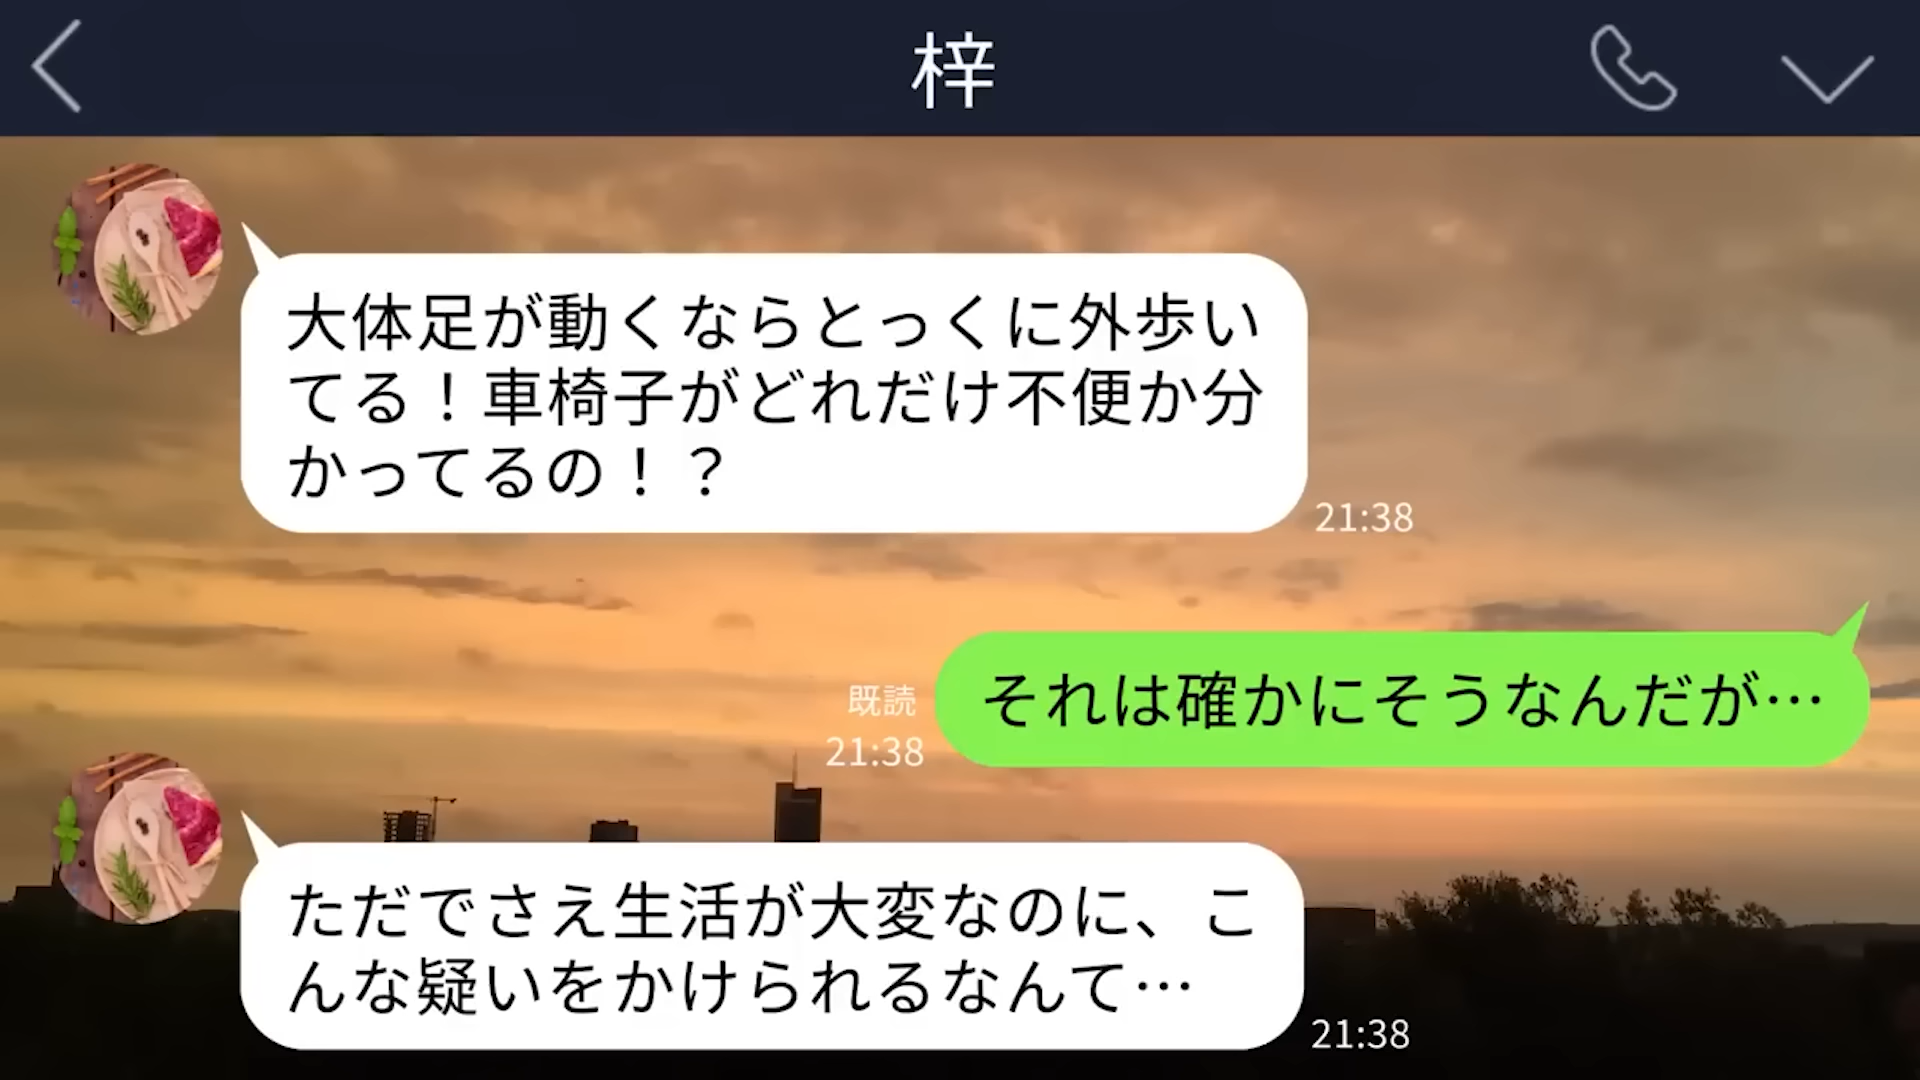 梓
大体足が動くならとっくに外歩い
てる！車椅子がどれだけ不便か分
かってるの！？
21:38
それは確かにそうなんだが…
既読
21:38
ただでさえ生活が大変なのに、こ
んな疑いをかけられるなんて…
21:38